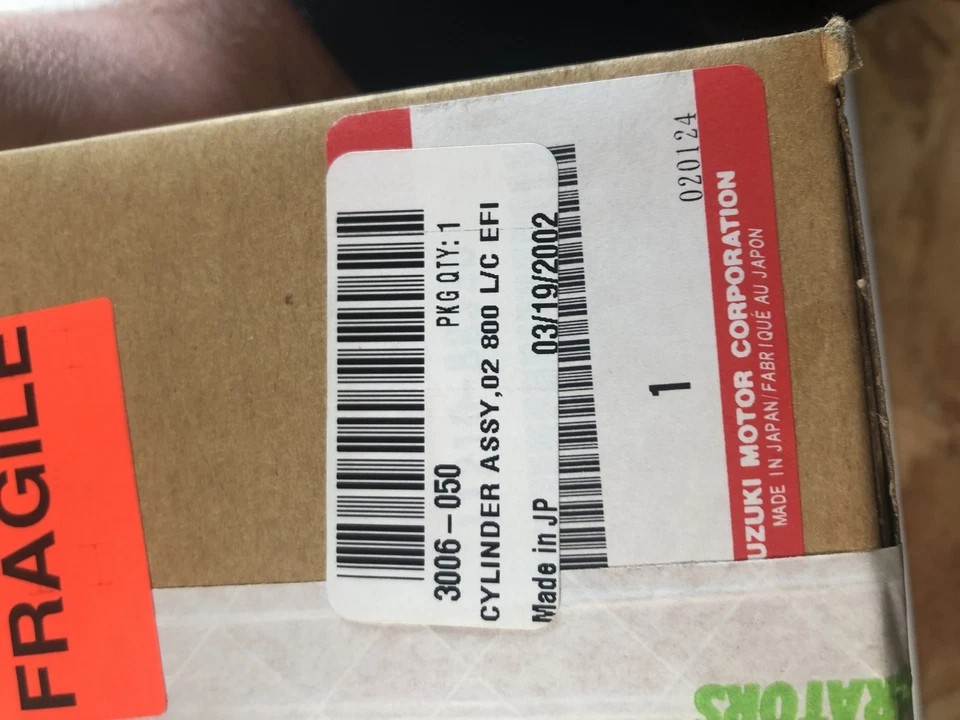 FRAGILE
PKG QTY: 1
3006-050
CYLINDER ASSY,02 800 L/C EFI
Made in JP 03/19/2002
1
020124
UZUKI MOTOR CORPORATION
MADE IN JAPAN/FABRIQUÉ AU JAPON
RATORS